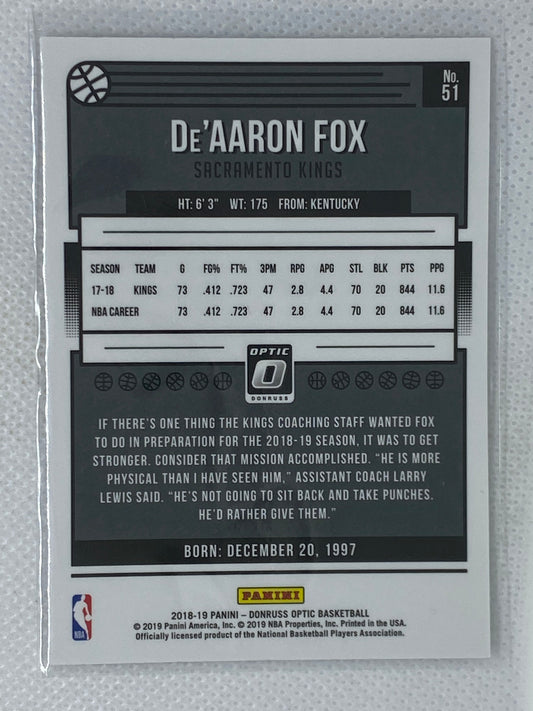 No.
51
De'Aaron Fox
SACRAMENTO KINGS
HT: 6' 3" WT: 175 FROM: KENTUCKY
SEASON TEAM G FG% FT% 3PM RPG APG STL BLK PTS PPG
17-18 KINGS 73 .412 .723 47 2.8 4.4 70 20 844 11.6
NBA CAREER 73 .412 .723 47 2.8 4.4 70 20 844 11.6
OPTIC
O
DONRUSS
IF THERE'S ONE THING THE KINGS COACHING STAFF WANTED FOX
TO DO IN PREPARATION FOR THE 2018-19 SEASON, IT WAS TO GET
STRONGER. CONSIDER THAT MISSION ACCOMPLISHED. "HE IS MORE
PHYSICAL THAN I HAVE SEEN HIM," ASSISTANT COACH LARRY
LEWIS SAID. "HE'S NOT GOING TO SIT BACK AND TAKE PUNCHES.
HE'D RATHER GIVE THEM."
BORN: DECEMBER 20, 1997
PANINI
2018-19 PANINI – DONRUSS OPTIC BASKETBALL
© 2019 Panini America, Inc. © 2019 NBA Properties, Inc. Printed in the USA.
Officially licensed product of the National Basketball Players Association.
NBA